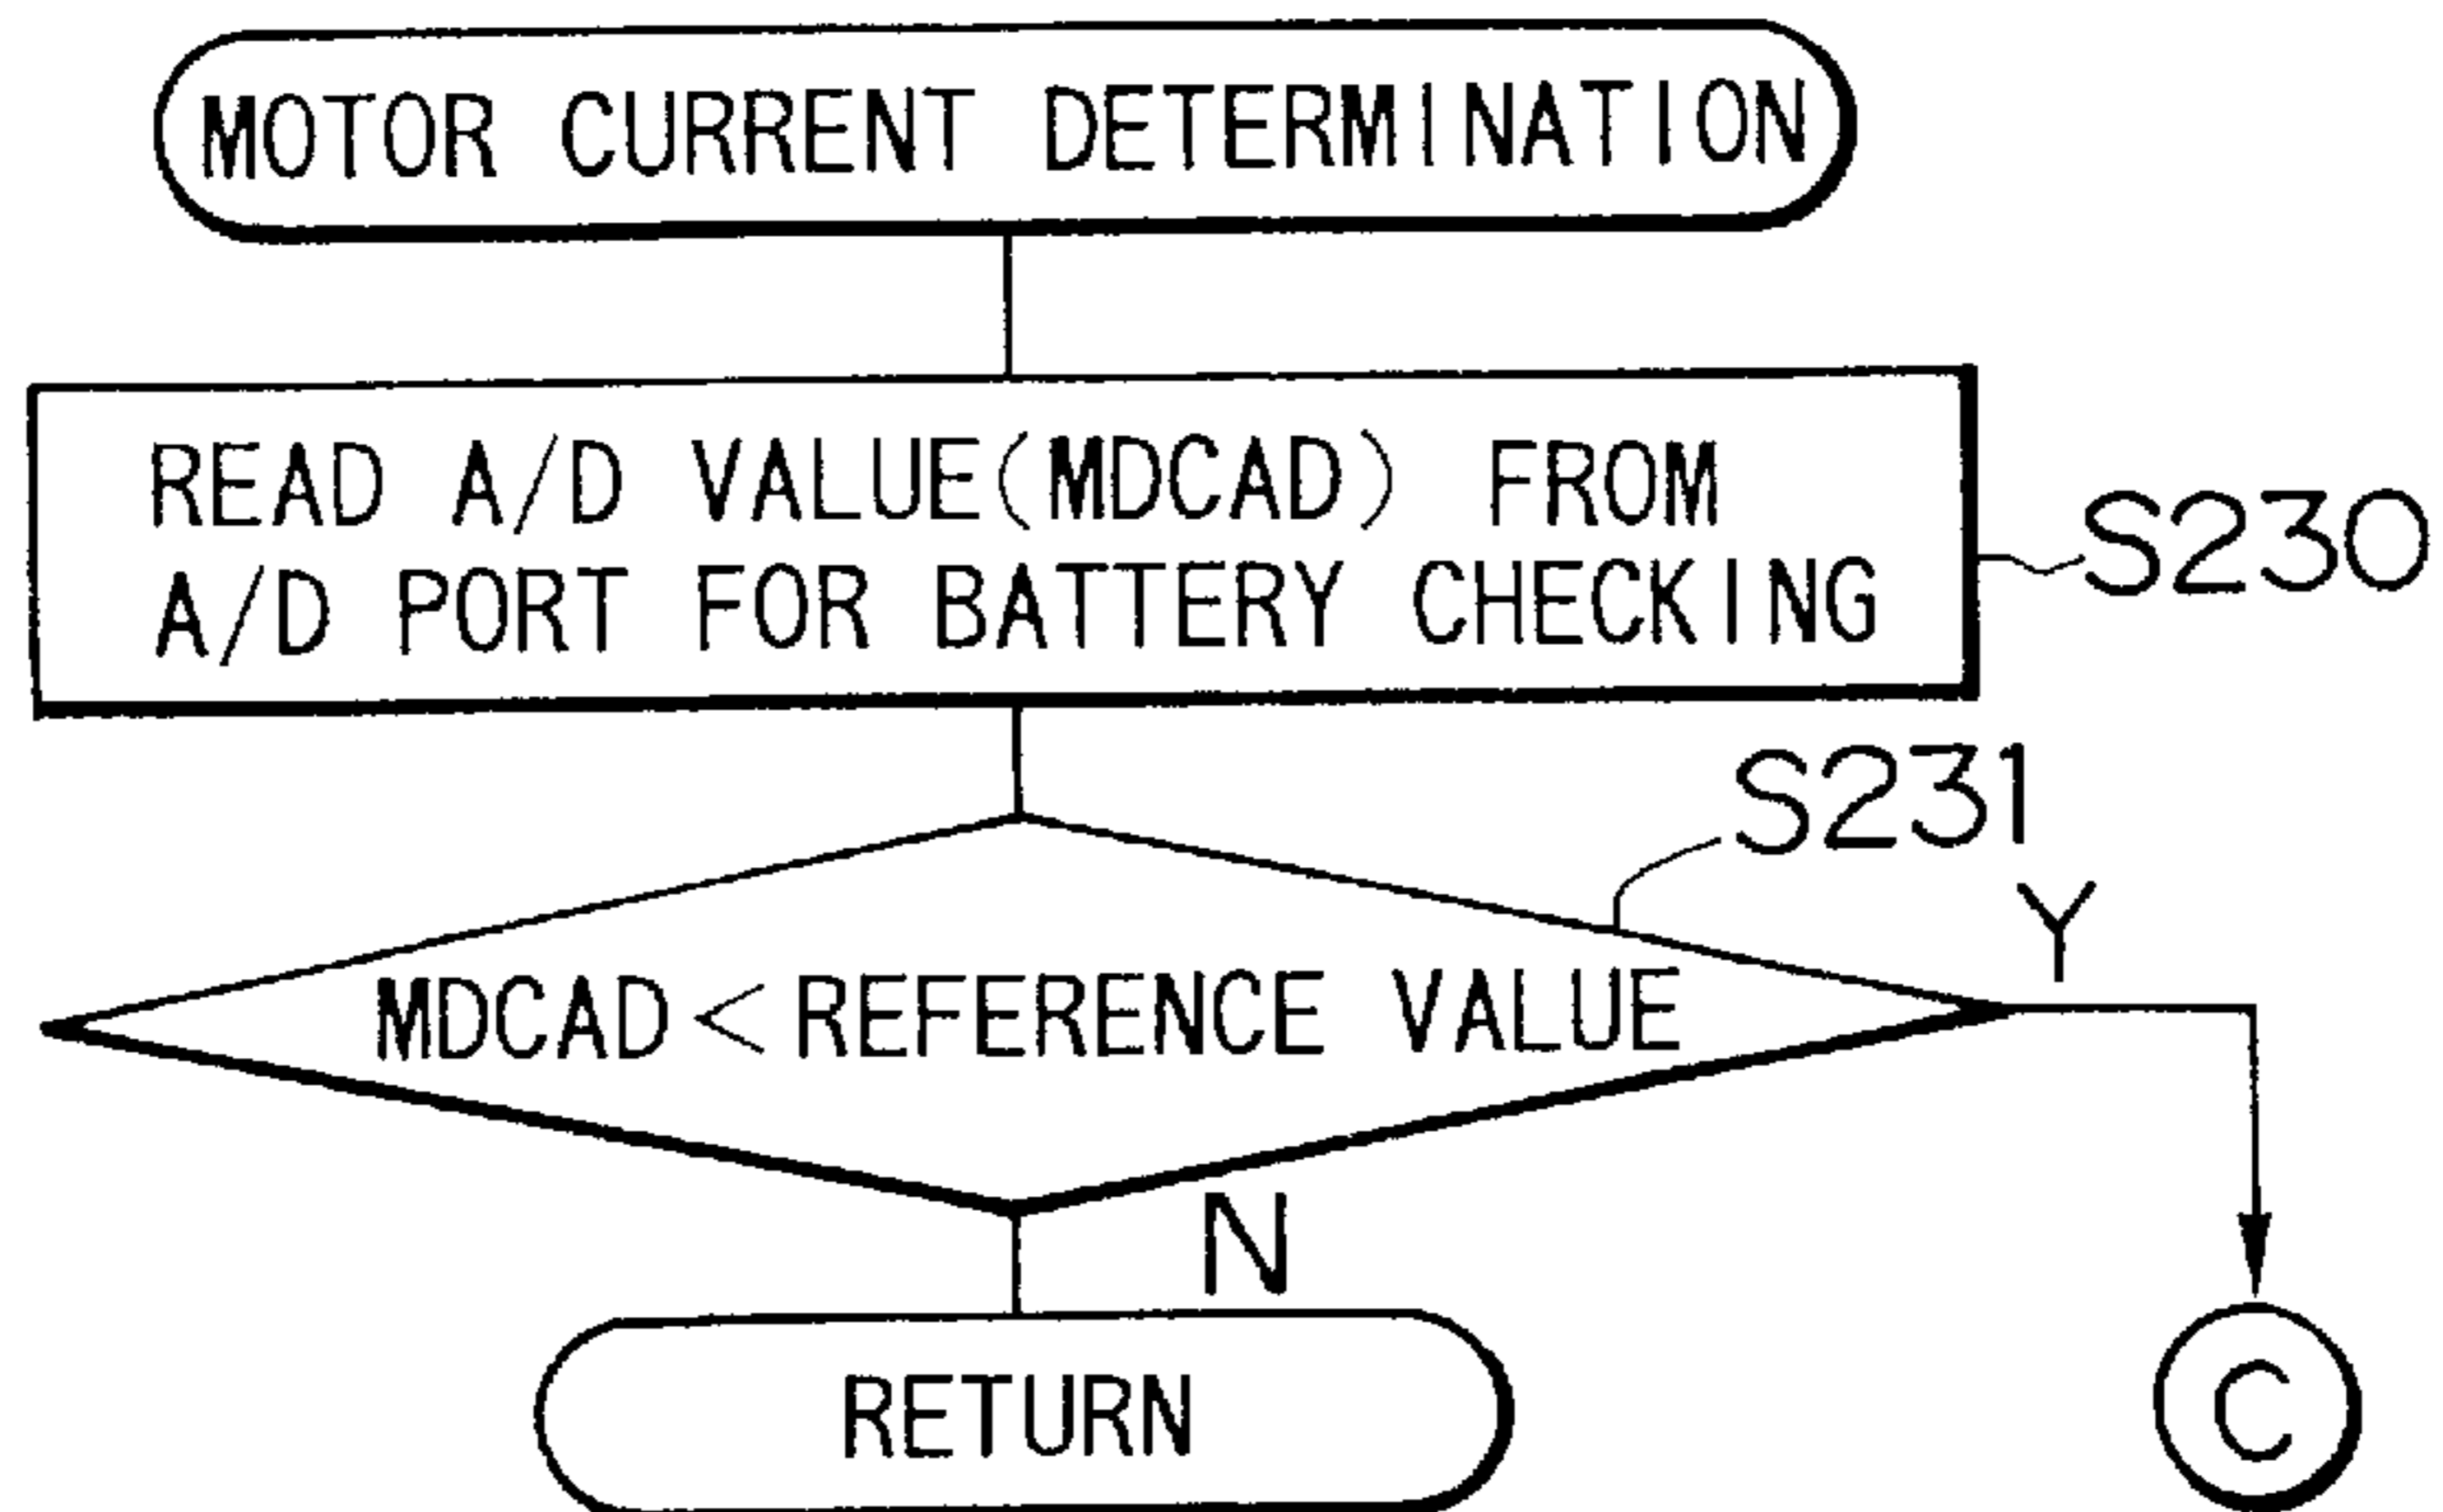 MOTOR CURRENT DETERMINATION
READ A/D VALUE(MDCAD) FROM
A/D PORT FOR BATTERY CHECKING
S230
S231
Y
MDCAD<REFERENCE VALUE
N
RETURN
C